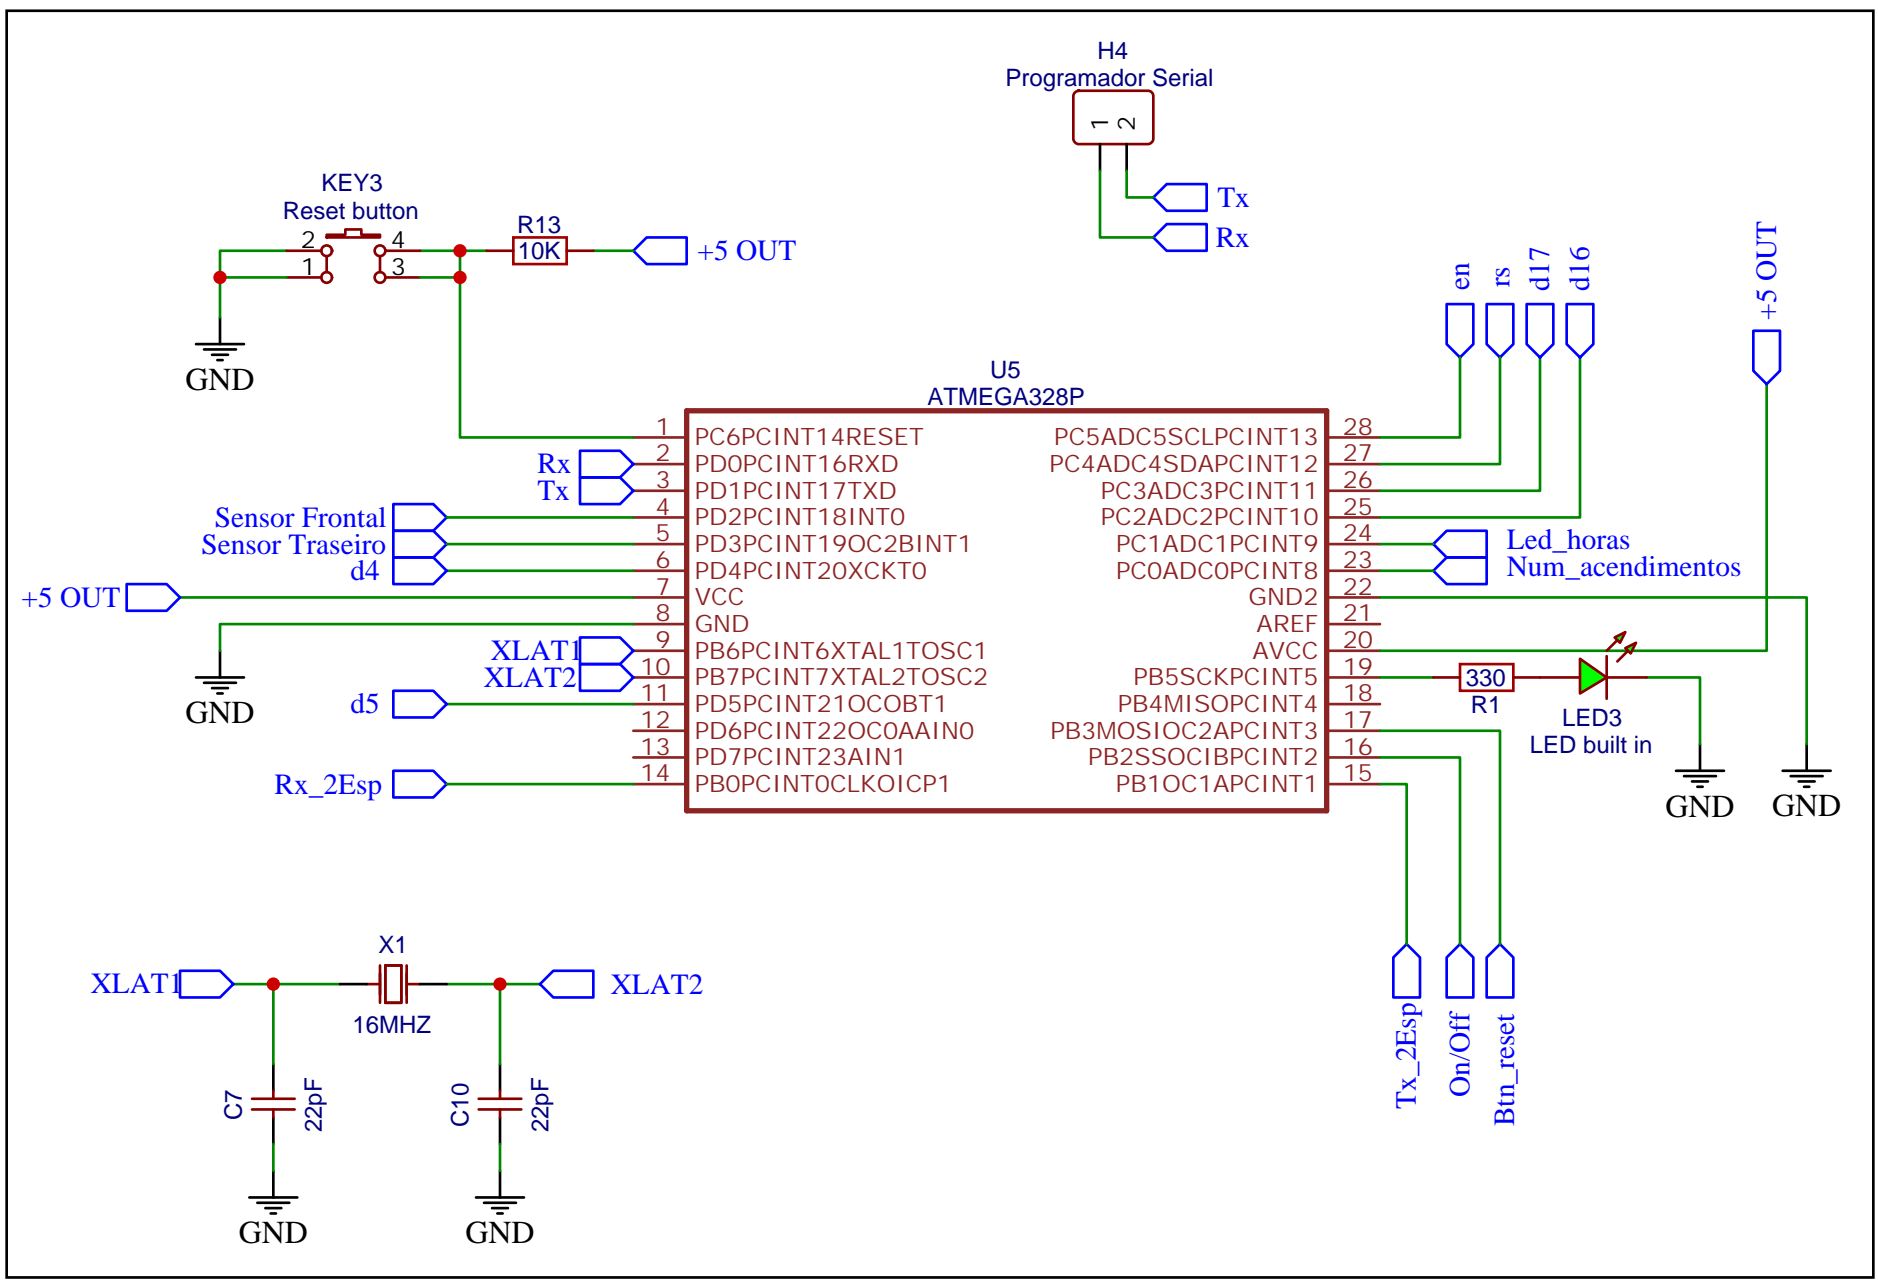 H4
Programador Serial
1 2
Tx
Rx
KEY3
Reset button
2 4
1 3
R13
10K
+5 OUT
GND
en
rs
d17
d16
+5 OUT
U5
ATMEGA328P
1 PC6PCINT14RESET
Rx 2 PD0PCINT16RXD
Tx 3 PD1PCINT17TXD
Sensor Frontal 4 PD2PCINT18INT0
Sensor Traseiro 5 PD3PCINT19OC2BINT1
d4 6 PD4PCINT20XCKT0
+5 OUT 7 VCC
8 GND
GND
XLAT1 9 PB6PCINT6XTAL1TOSC1
XLAT2 10 PB7PCINT7XTAL2TOSC2
d5 11 PD5PCINT21OCOBT1
12 PD6PCINT22OC0AAIN0
13 PD7PCINT23AIN1
Rx_2Esp 14 PB0PCINT0CLKOICP1
PC5ADC5SCLPCINT13 28
PC4ADC4SDAPCINT12 27
PC3ADC3PCINT11 26
PC2ADC2PCINT10 25
PC1ADC1PCINT9 24 Led_horas
PC0ADC0PCINT8 23 Num_acendimentos
GND2 22
AREF 21
AVCC 20
PB5SCKPCINT5 19
PB4MISOPCINT4 18
PB3MOSIOC2APCINT3 17
PB2SSOCIBPCINT2 16
PB1OC1APCINT1 15
330
R1
LED3
LED built in
GND
GND
Tx_2Esp
On/Off
Btn_reset
X1
XLAT1
XLAT2
16MHZ
C7
22pF
C10
22pF
GND
GND